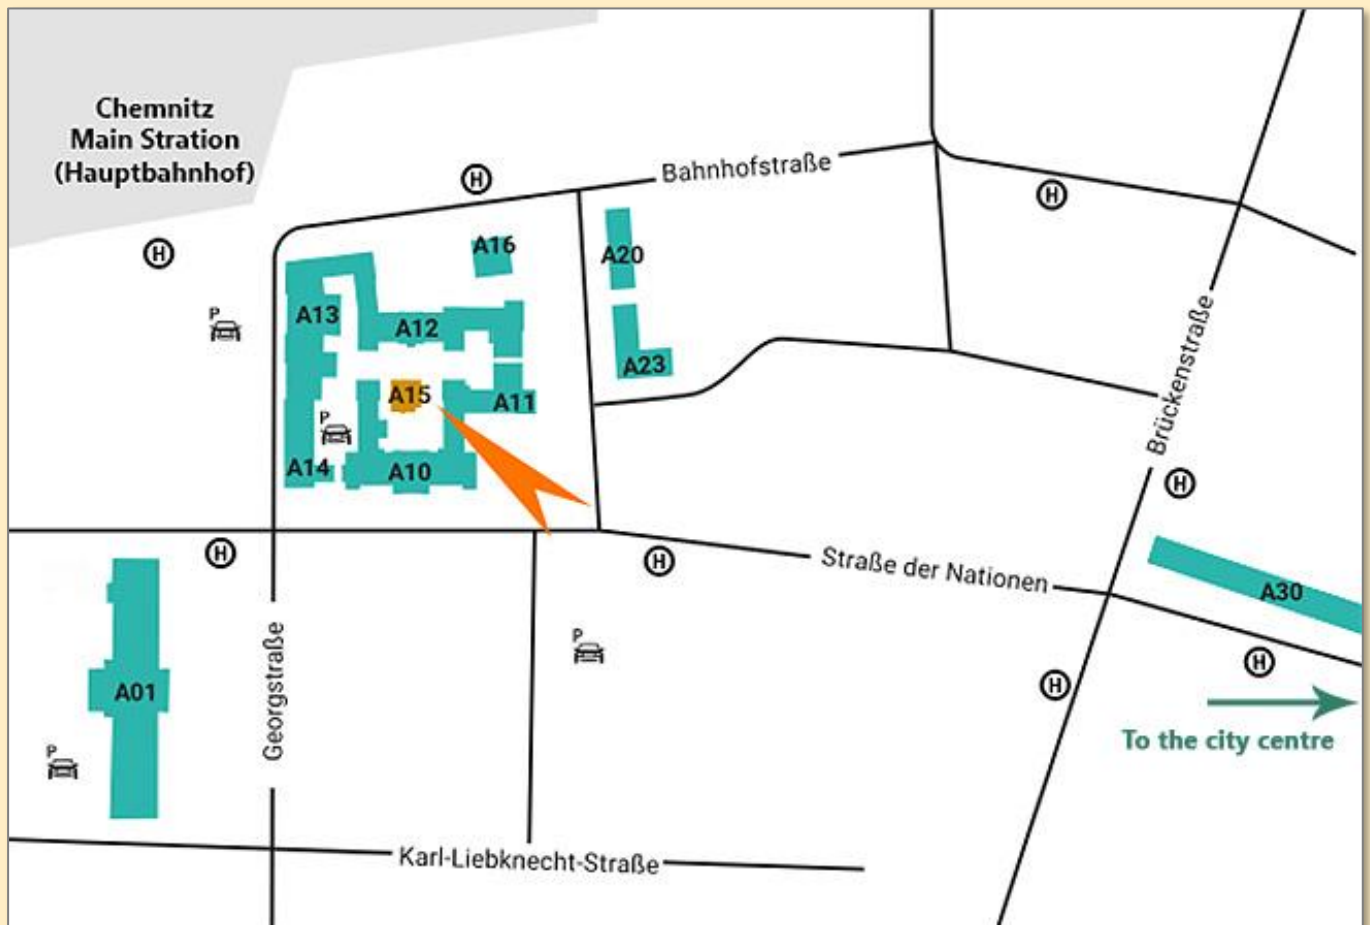 Chemnitz
Main Stration
(Hauptbahnhof)
H
Bahnhofstraße
H
H
A16
A20
P
A13
A12
A23
A15
A11
P
A14
A10
Brückenstraße
H
H
H
Straße der Nationen
A30
Georgstraße
P
A01
H
H
To the city centre
P
Karl-Liebknecht-Straße